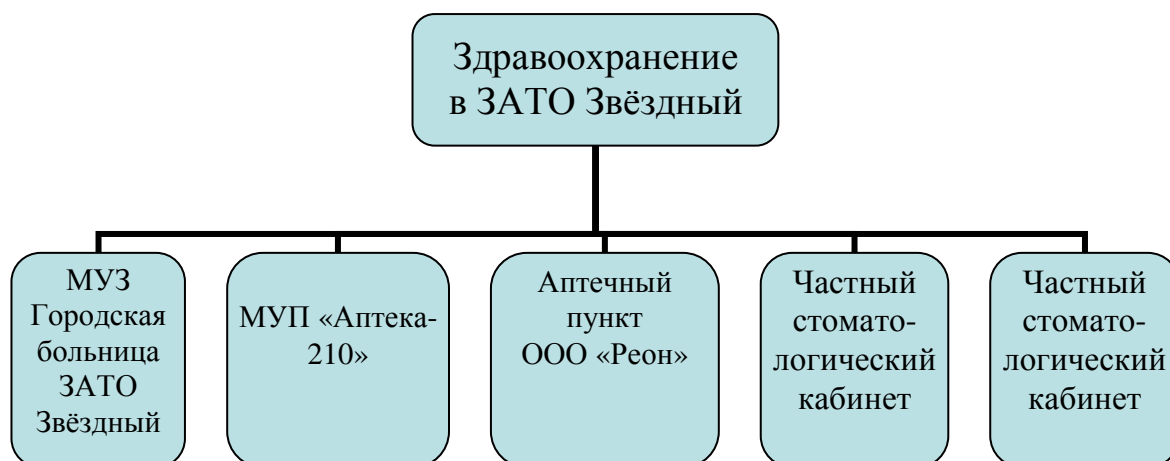 Здравоохранение
в ЗАТО Звёздный
МУЗ
Городская
больница
ЗАТО
Звёздный
МУП «Аптека-
210»
Аптечный
пункт
ООО «Реон»
Частный
стомато-
логический
кабинет
Частный
стомато-
логический
кабинет